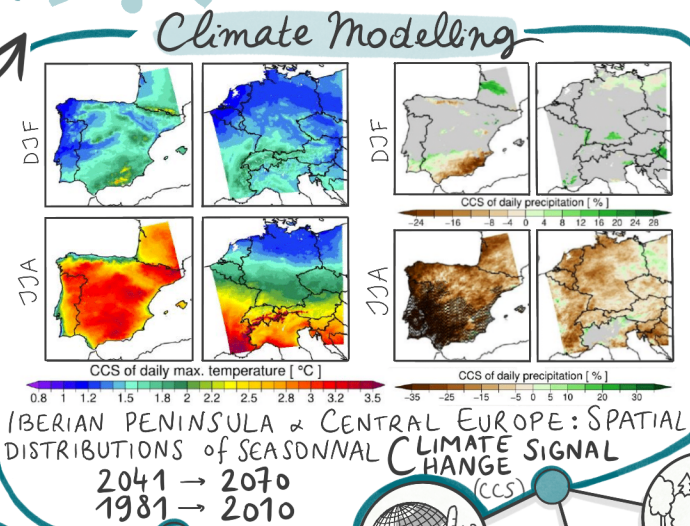 Climate Modelling
DJF
DJF
CCS of daily precipitation [ % ]
-24 -16 -8 -4 0 4 8 12 16 20 24 28
JJA
JJA
CCS of daily max. temperature [ °C ]
0.8 1 1.2 1.5 1.8 2 2.2 2.5 2.8 3 3.2 3.5
CCS of daily precipitation [ % ]
-35 -25 -15 -5 0 5 10 20 30
IBERIAN PENINSULA & CENTRAL EUROPE: SPATIAL
DISTRIBUTIONS of SEASONNAL CLIMATE CHANGE SIGNAL
(CCS)
2041 → 2070
1981 → 2010